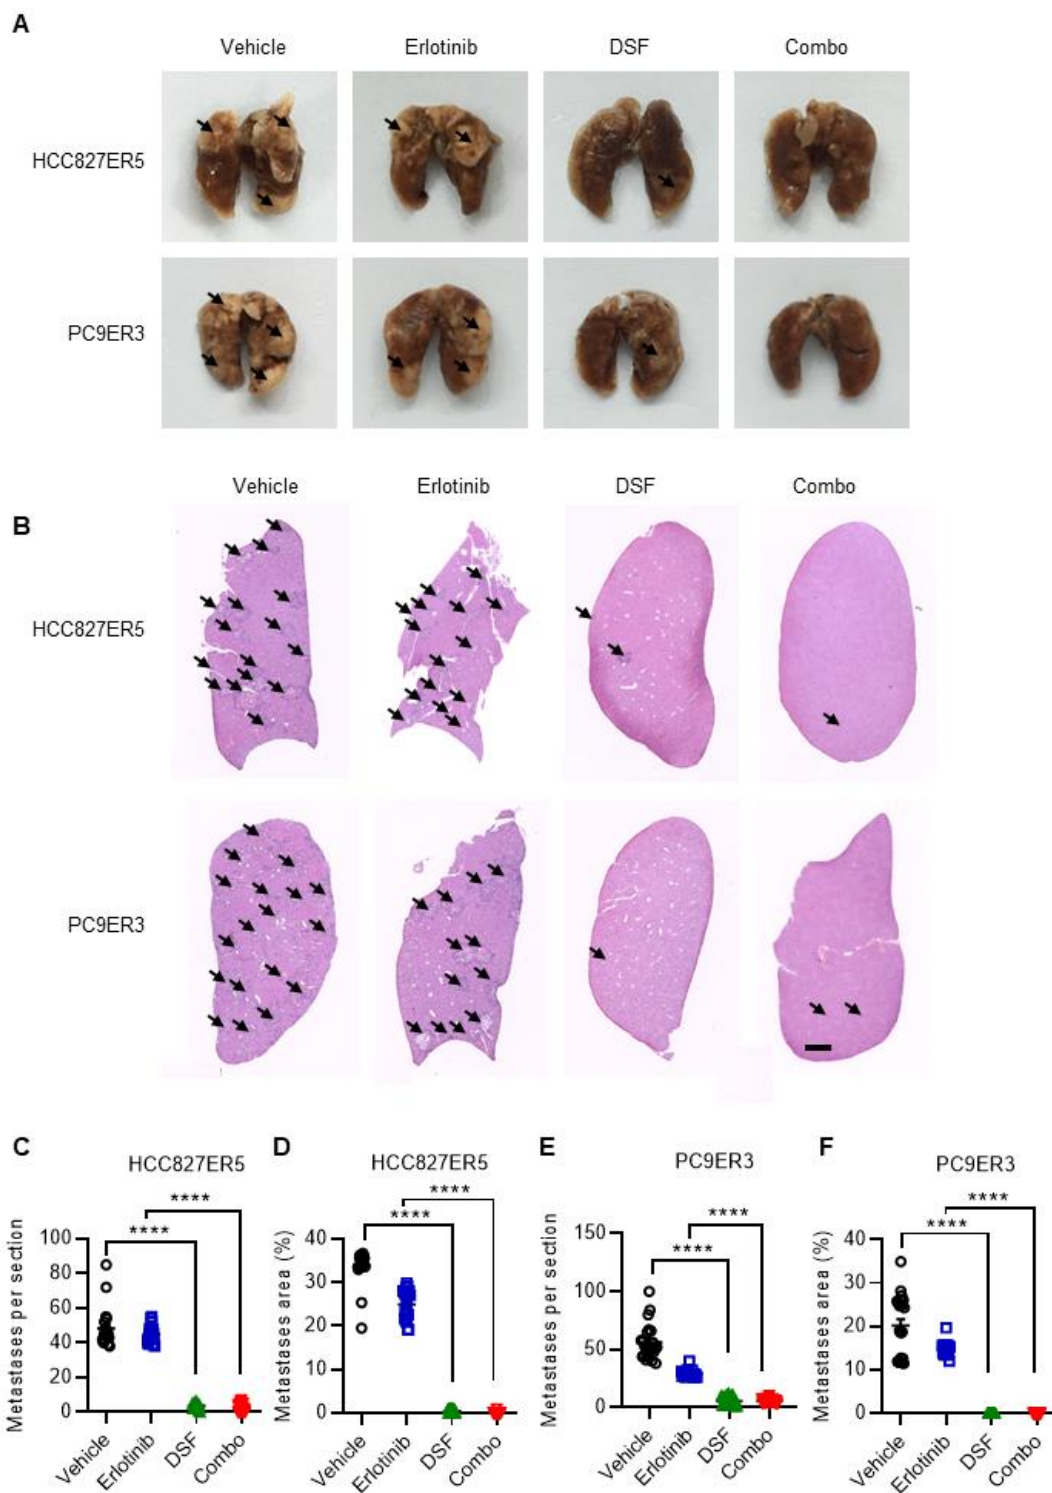 A
Vehicle Erlotinib DSF Combo
HCC827ER5
PC9ER3
Vehicle Erlotinib DSF Combo
B
HCC827ER5
PC9ER3
C
HCC827ER5
Metastases per section
100
80
60
40
20
0
****
****
Vehicle
Erlotinib
DSF
Combo
D
HCC827ER5
Metastases area (%)
40
30
20
10
0
****
****
Vehicle
Erlotinib
DSF
Combo
E
PC9ER3
Metastases per section
150
100
50
0
****
****
Vehicle
Erlotinib
DSF
Combo
F
PC9ER3
Metastases area (%)
40
30
20
10
0
****
****
Vehicle
Erlotinib
DSF
Combo